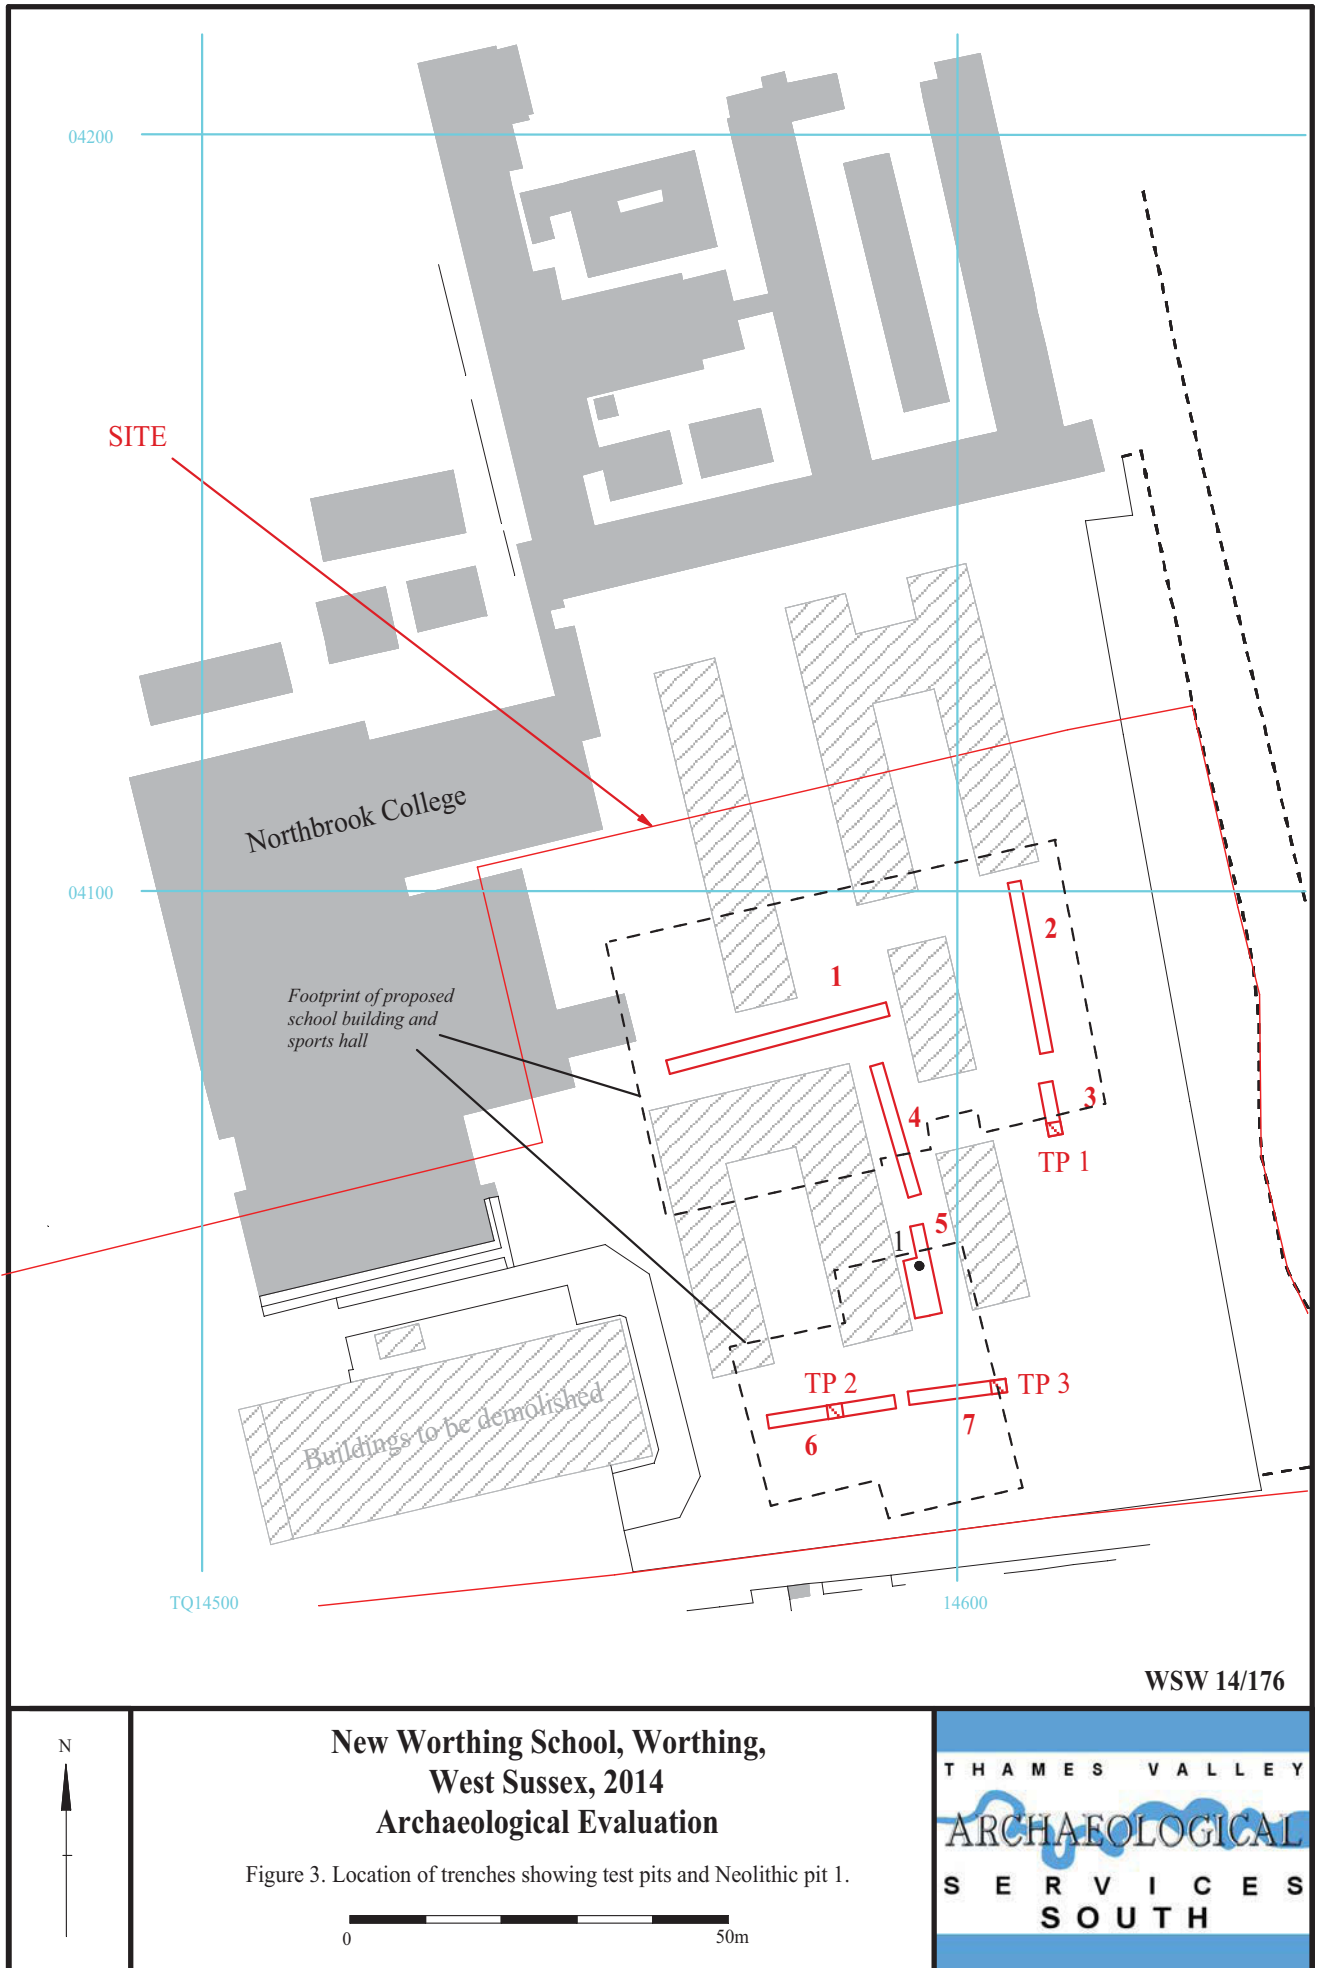 04200
SITE
Northbrook College
04100
2
1
Footprint of proposed
school building and
sports hall
3
4
TP 1
5
1
TP 2
TP 3
7
6
Buildings to be demolished
TQ14500
14600
WSW 14/176
N
New Worthing School, Worthing,
West Sussex, 2014
Archaeological Evaluation
Figure 3. Location of trenches showing test pits and Neolithic pit 1.
0
50m
THAMES VALLEY
ARCHAEOLOGICAL
SERVICES
SOUTH